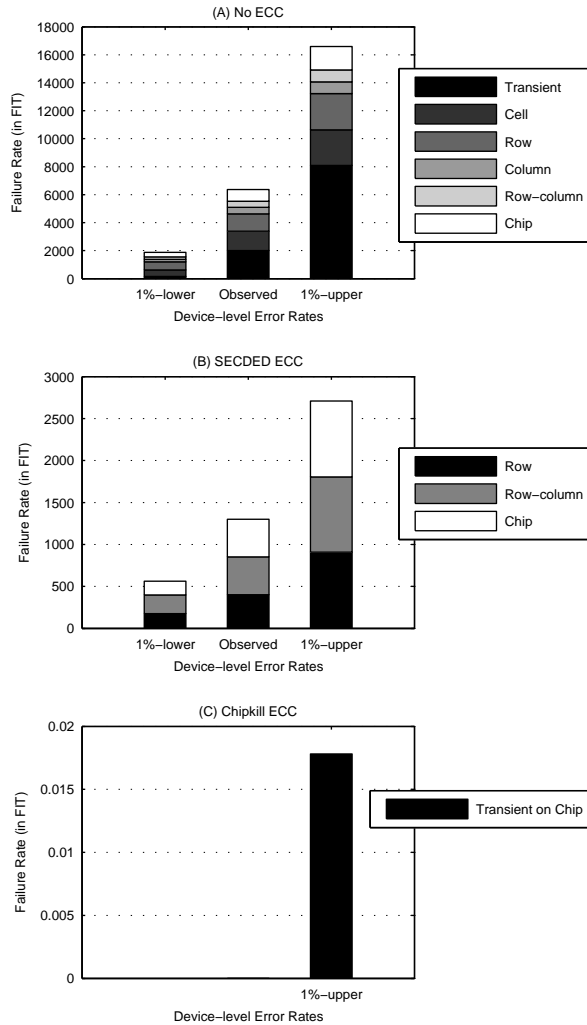 (A) No ECC
18000
16000
14000
12000
10000
8000
6000
4000
2000
0
Failure Rate (in FIT)
1%−lower Observed 1%−upper
Device−level Error Rates
Transient
Cell
Row
Column
Row−column
Chip
(B) SECDED ECC
3000
2500
2000
1500
1000
500
0
Failure Rate (in FIT)
1%−lower Observed 1%−upper
Device−level Error Rates
Row
Row−column
Chip
(C) Chipkill ECC
0.02
0.015
0.01
0.005
0
Failure Rate (in FIT)
1%−upper
Device−level Error Rates
Transient on Chip